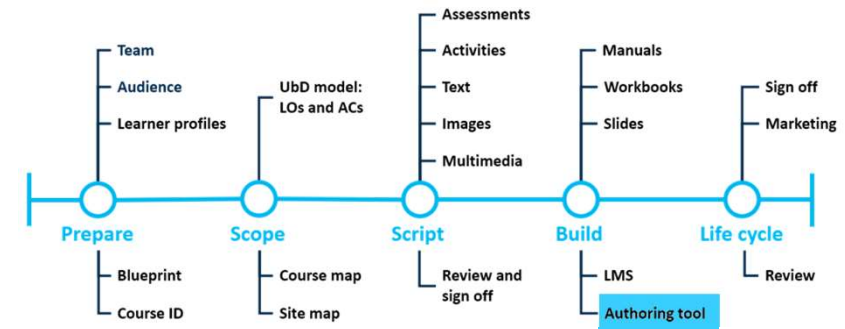 Team
Audience
Learner profiles
Prepare
Blueprint
Course ID
UbD model:
LOs and ACs
Scope
Course map
Site map
Assessments
Activities
Text
Images
Multimedia
Script
Review and
sign off
Manuals
Workbooks
Slides
Build
LMS
Authoring tool
Sign off
Marketing
Life cycle
Review